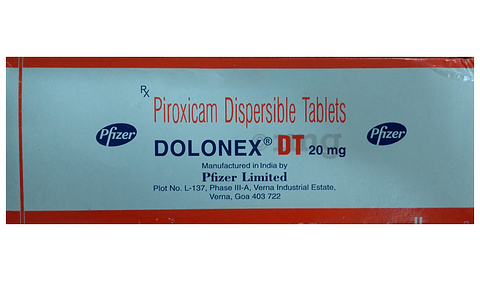 Rx Piroxicam Dispersible Tablets
Pfizer DOLONEX® DT 20 mg Pfizer
Manufactured in India by
Pfizer Limited
Plot No. L-137, Phase III-A, Verna Industrial Estate,
Verna, Goa 403 722